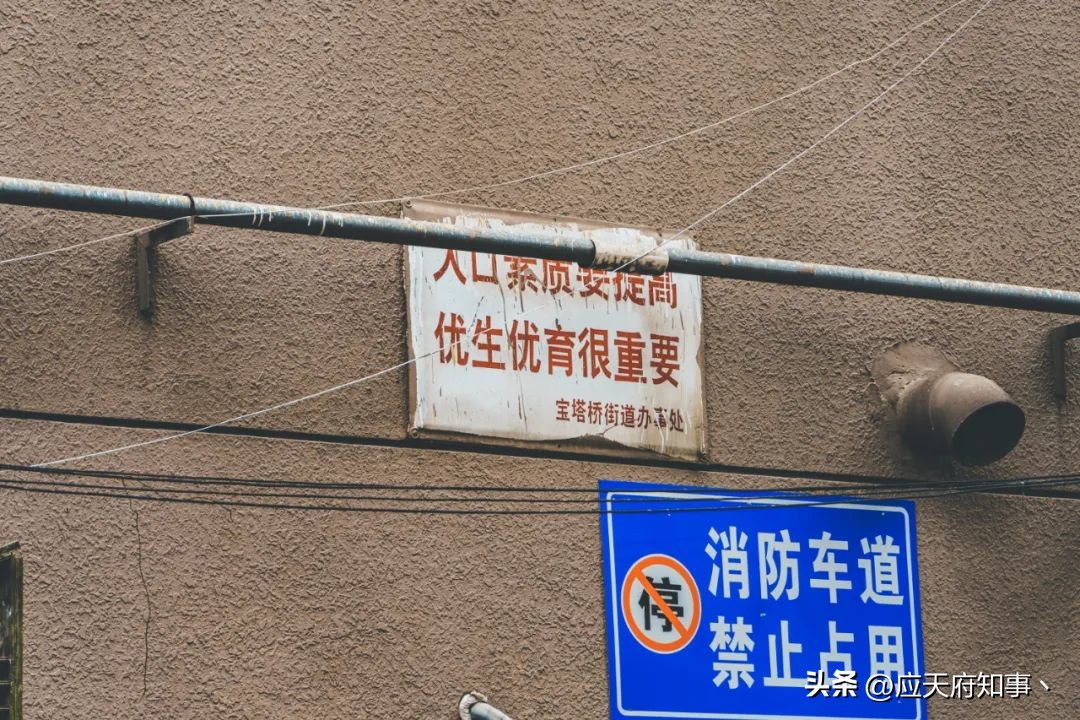 人口素质要提高
优生优育很重要
宝塔桥街道办事处
停
消防车道
禁止占用
头条 @应天府知事丶